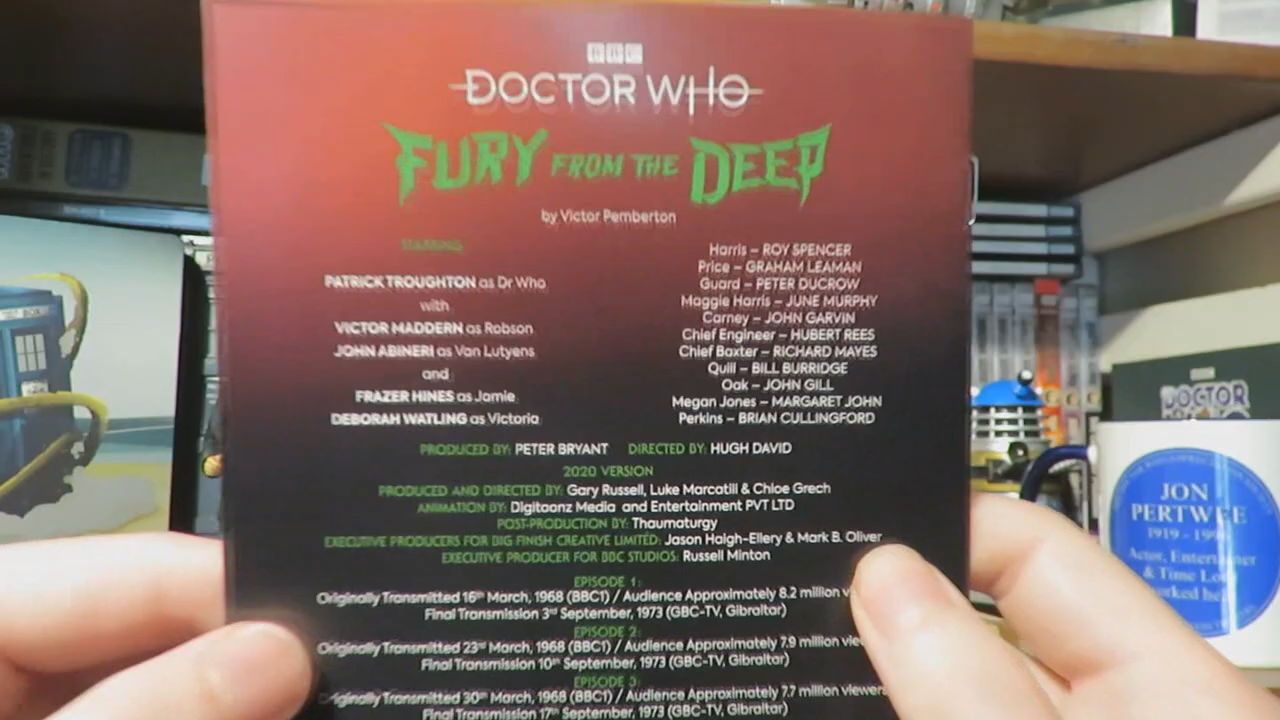 BBC
DOCTOR WHO
FURY FROM THE DEEP
by Victor Pemberton
STARRING
PATRICK TROUGHTON as Dr Who
with
VICTOR MADDERN as Robson
JOHN ABINERI as Van Lutyens
and
FRAZER HINES as Jamie
DEBORAH WATLING as Victoria
Harris – ROY SPENCER
Price – GRAHAM LEAMAN
Guard – PETER DUCROW
Maggie Harris – JUNE MURPHY
Carney – JOHN GARVIN
Chief Engineer – HUBERT REES
Chief Baxter – RICHARD MAYES
Quill – BILL BURRIDGE
Oak – JOHN GILL
Megan Jones – MARGARET JOHN
Perkins – BRIAN CULLINGFORD
PRODUCED BY: PETER BRYANT DIRECTED BY: HUGH DAVID
2020 VERSION
PRODUCED AND DIRECTED BY: Gary Russell, Luke Marcatili & Chloe Grech
ANIMATION BY: Digitoonz Media and Entertainment PVT LTD
POST-PRODUCTION BY: Thaumaturgy
EXECUTIVE PRODUCERS FOR BIG FINISH CREATIVE LIMITED: Jason Haigh-Ellery & Mark B. Oliver
EXECUTIVE PRODUCER FOR BBC STUDIOS: Russell Minton
EPISODE 1:
Originally Transmitted 16th March, 1968 (BBC1) / Audience Approximately 8.2 million
Final Transmission 3rd September, 1973 (GBC-TV, Gibraltar)
EPISODE 2:
Originally Transmitted 23rd March, 1968 (BBC1) / Audience Approximately 7.9 million
Final Transmission 10th September, 1973 (GBC-TV, Gibraltar)
EPISODE 3:
Originally Transmitted 30th March, 1968 (BBC1) / Audience Approximately 7.7 million viewers
Final Transmission 17th September, 1973 (GBC-TV, Gibraltar)
DOCTOR
JON
PERTWEE
1919 - 
Actor,
& Time